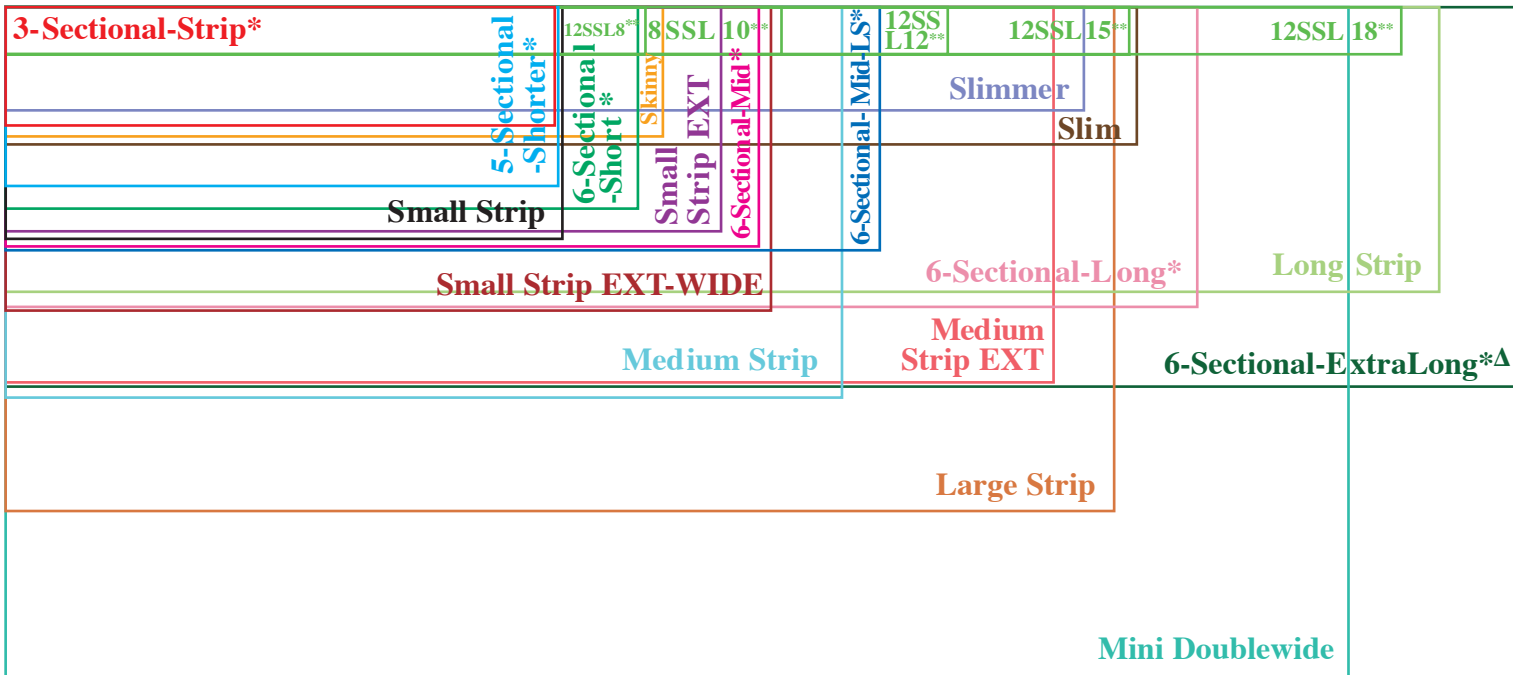 3-Sectional-Strip*
5-Sectional
-Shorter*
12SSL8**
8SSL 10**
12SS
L12**
12SSL 15**
12SSL 18**
6-Sectional
-Short *
Skinny
Small
Strip EXT
6-Sectional-Mid*
6-Sectional- Mid-LS*
Slimmer
Slim
Small Strip
Small Strip EXT-WIDE
6-Sectional-Long*
Long Strip
Medium Strip
Medium
Strip EXT
6-Sectional-ExtraLong*Δ
Large Strip
Mini Doublewide